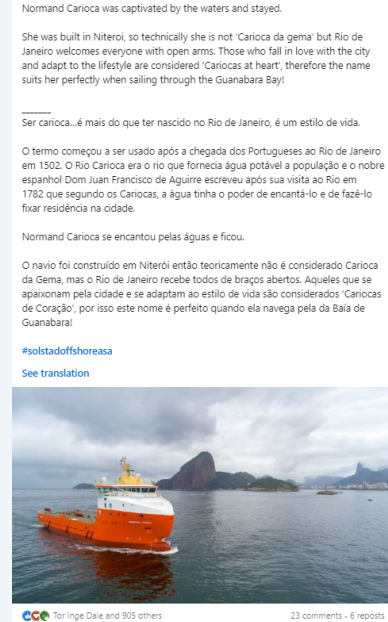 Normand Carioca was captivated by the waters and stayed.
She was built in Niteroi, so technically she is not 'Carioca da gema' but Rio de
Janeiro welcomes everyone with open arms. Those who fall in love with the city
and adapt to the lifestyle are considered 'Cariocas at heart', therefore the name
suits her perfectly when sailing through the Guanabara Bay!
______
Ser carioca...é mais do que ter nascido no Rio de Janeiro, é um estilo de vida.
O termo começou a ser usado após a chegada dos Portugueses ao Rio de Janeiro
em 1502. O Rio Carioca era o rio que fornecia água potável a população e o nobre
espanhol Dom Juan Francisco de Aguirre escreveu após sua visita ao Rio em
1782 que segundo os Cariocas, a água tinha o poder de encantá-lo e de fazê-lo
fixar residência na cidade.
Normand Carioca se encantou pelas águas e ficou.
O navio foi construído em Niterói então teoricamente não é considerado Carioca
da Gema, mas o Rio de Janeiro recebe todos de braços abertos. Aqueles que se
apaixonam pela cidade e se adaptam ao estilo de vida são considerados 'Cariocas
de Coração', por isso este nome é perfeito quando ela navega pela da Baía de
Guanabara!
#solstadoffshoreasa
See translation
Tor Inge Dale and 905 others 23 comments · 6 reposts